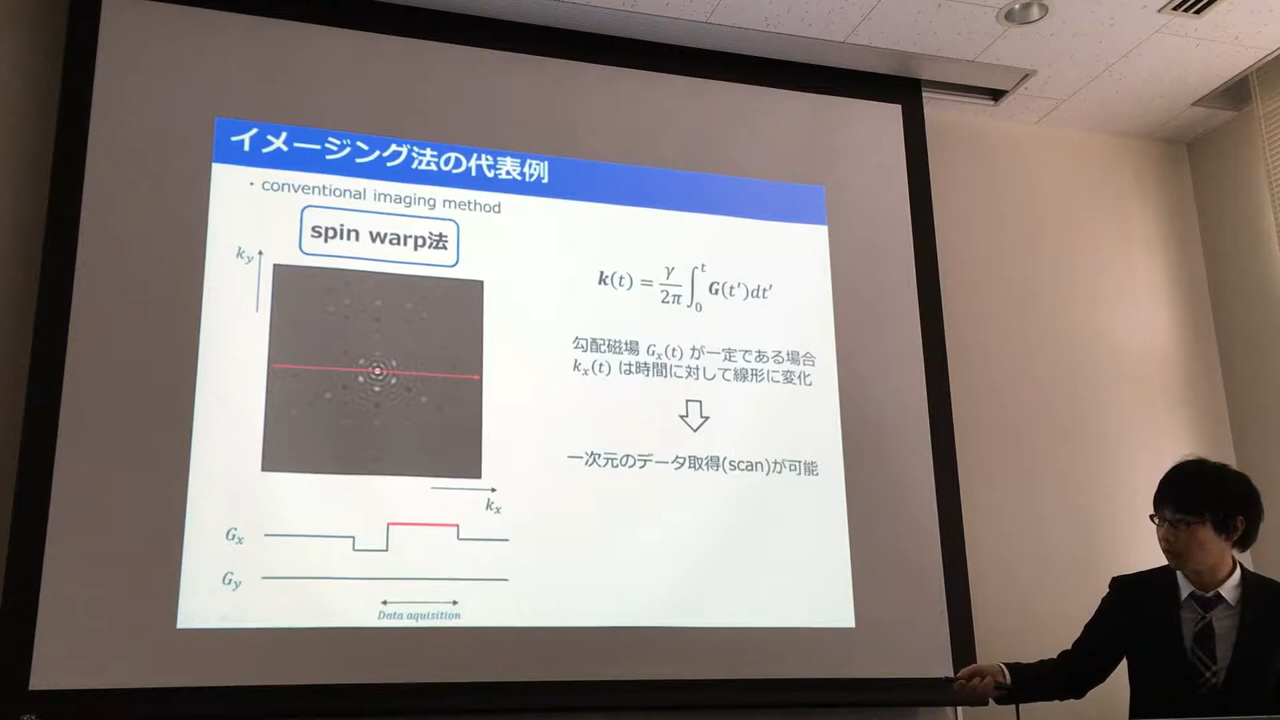 イメージング法の代表例
・conventional imaging method
spin warp法
k_y
k_x
G_x
G_y
Data aquisition
k(t) = γ/2π ∫_0^t G(t′)dt′
勾配磁場 G_x(t) が一定である場合
k_x(t) は時間に対して線形に変化
一次元のデータ取得(scan)が可能